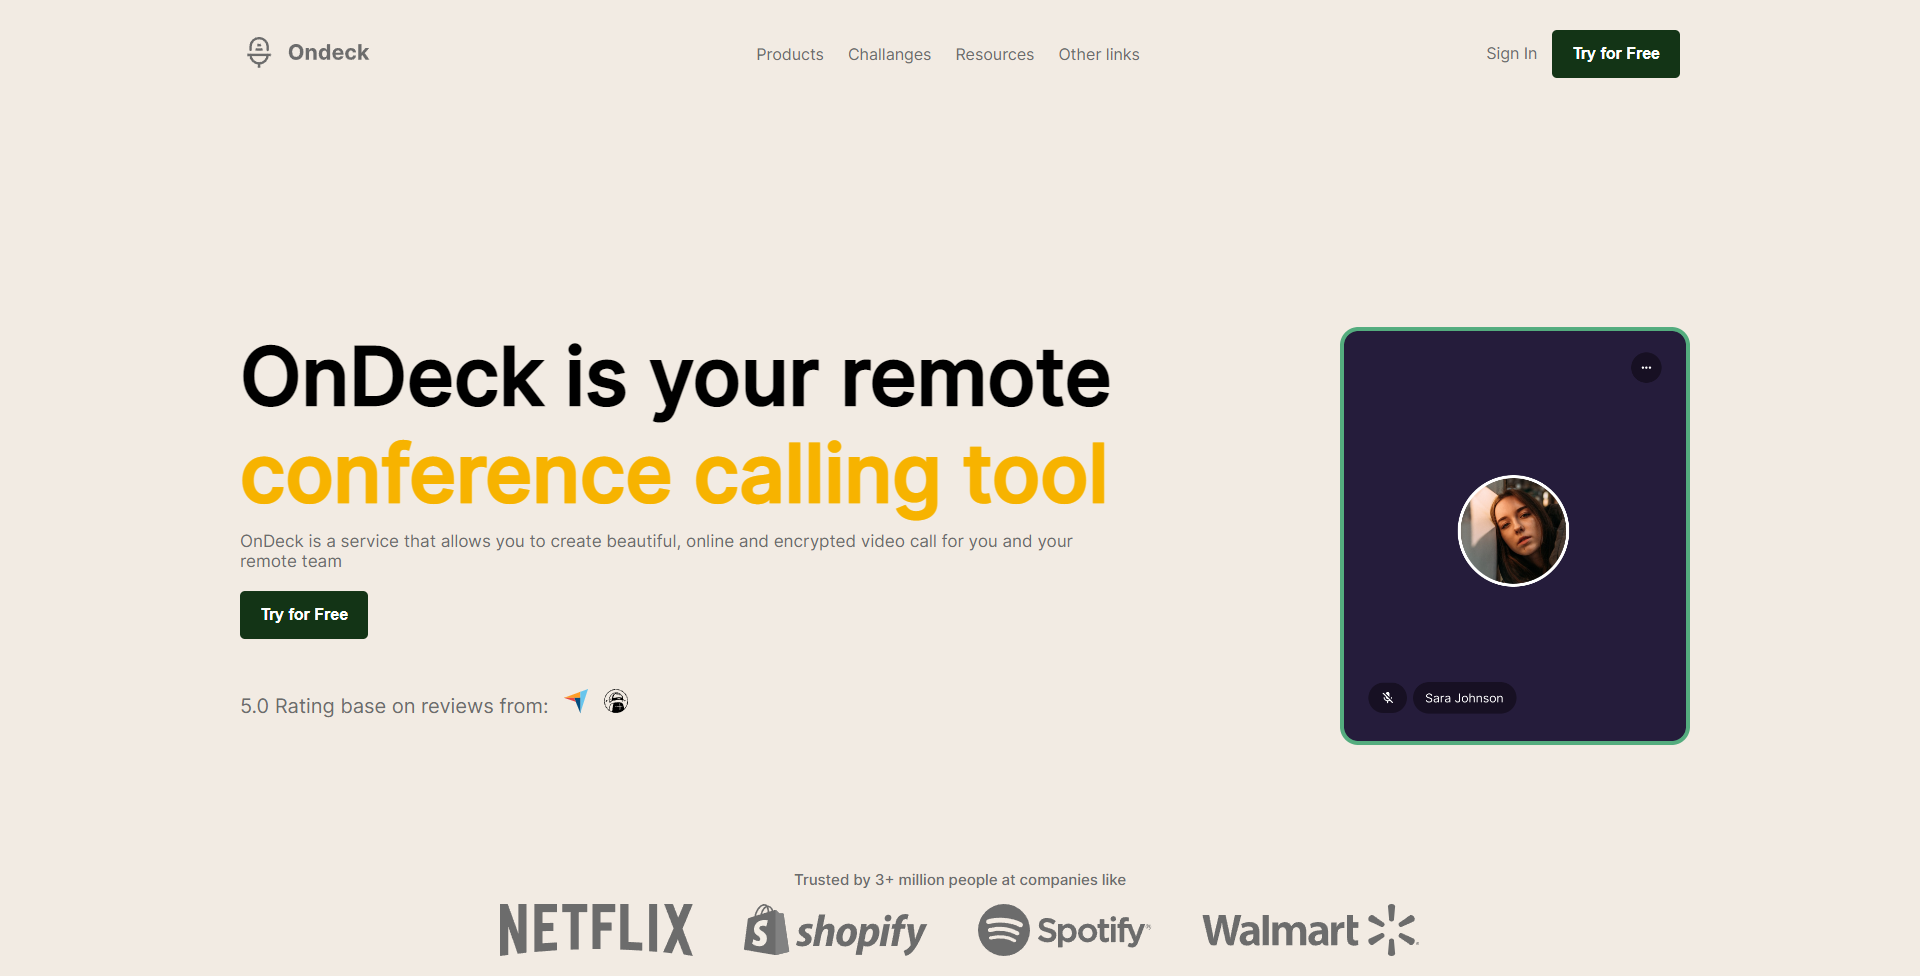 Ondeck
Products Challanges Resources Other links
Sign In Try for Free
OnDeck is your remote
conference calling tool
OnDeck is a service that allows you to create beautiful, online and encrypted video call for you and your
remote team
Try for Free
5.0 Rating base on reviews from:
Sara Johnson
Trusted by 3+ million people at companies like
NETFLIX shopify Spotify Walmart